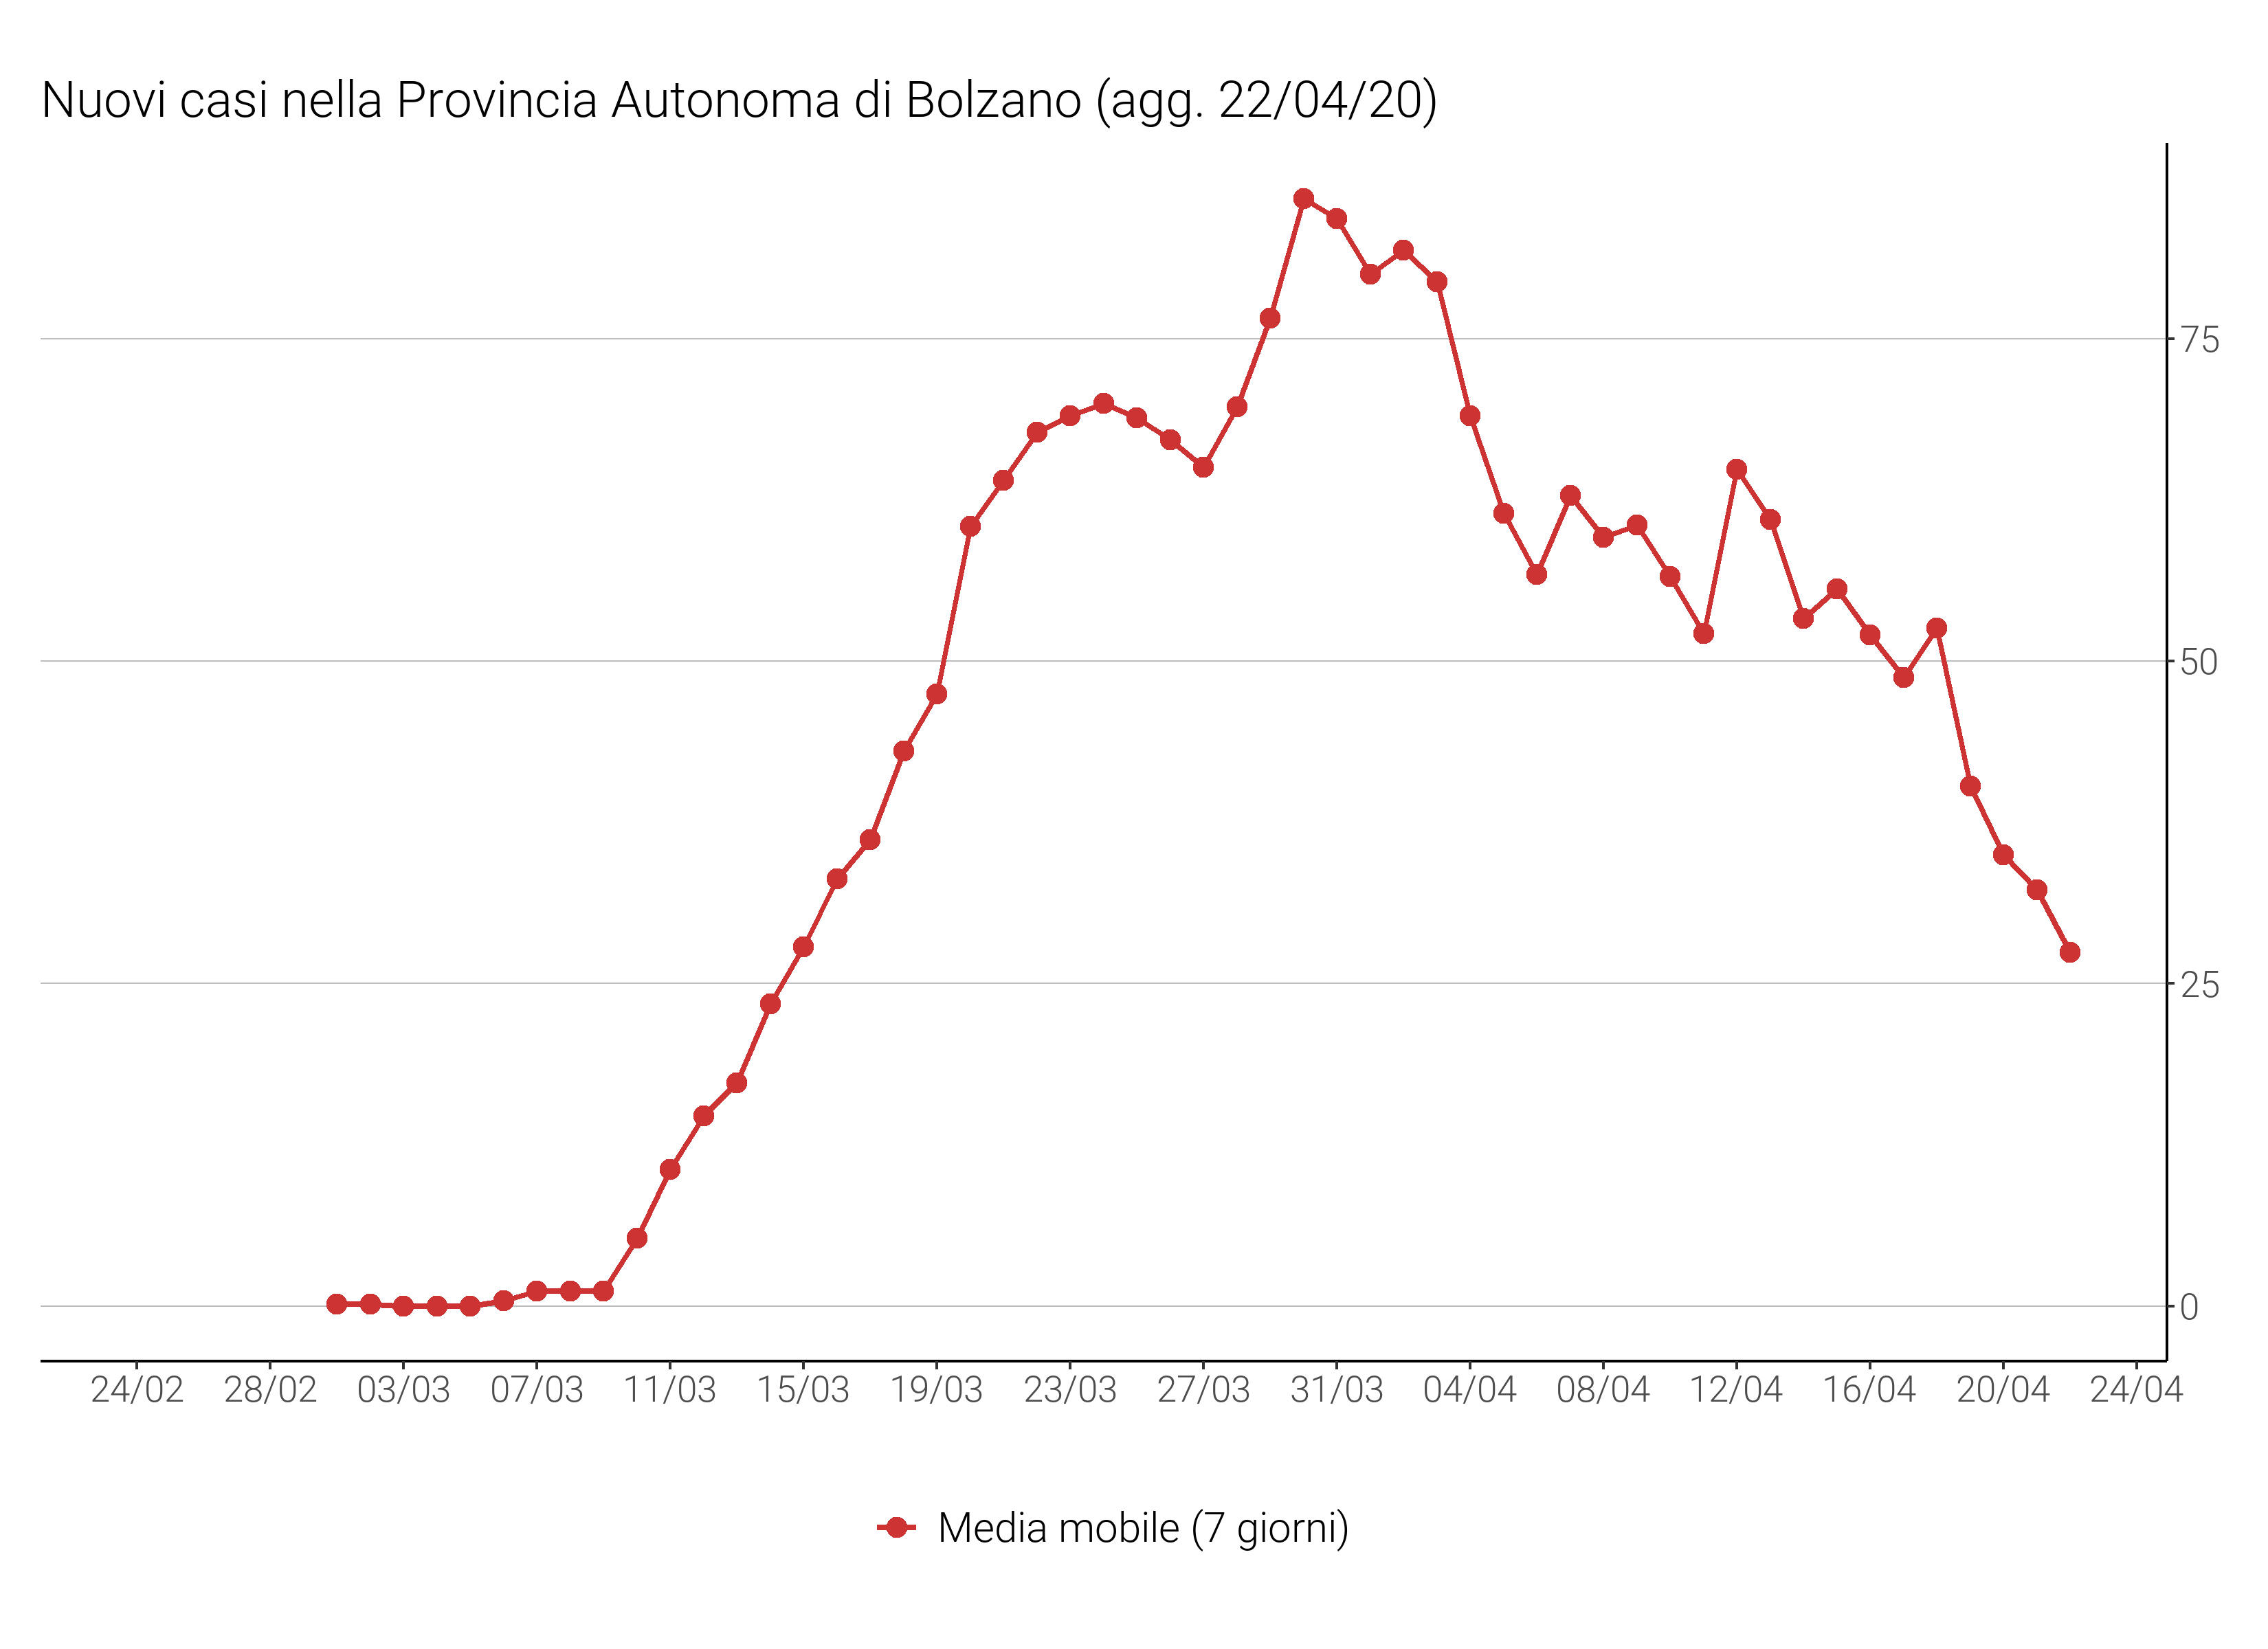 Nuovi casi nella Provincia Autonoma di Bolzano (agg. 22/04/20)
75
50
25
0
24/02 28/02 03/03 07/03 11/03 15/03 19/03 23/03 27/03 31/03 04/04 08/04 12/04 16/04 20/04 24/04
Media mobile (7 giorni)